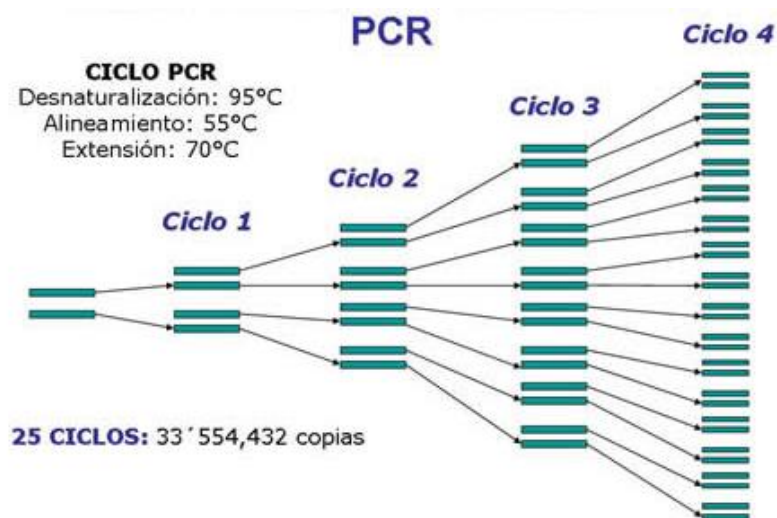 PCR
CICLO PCR
Desnaturalización: 95°C
Alineamiento: 55°C
Extensión: 70°C
Ciclo 1
Ciclo 2
Ciclo 3
Ciclo 4
25 CICLOS: 33´554,432 copias